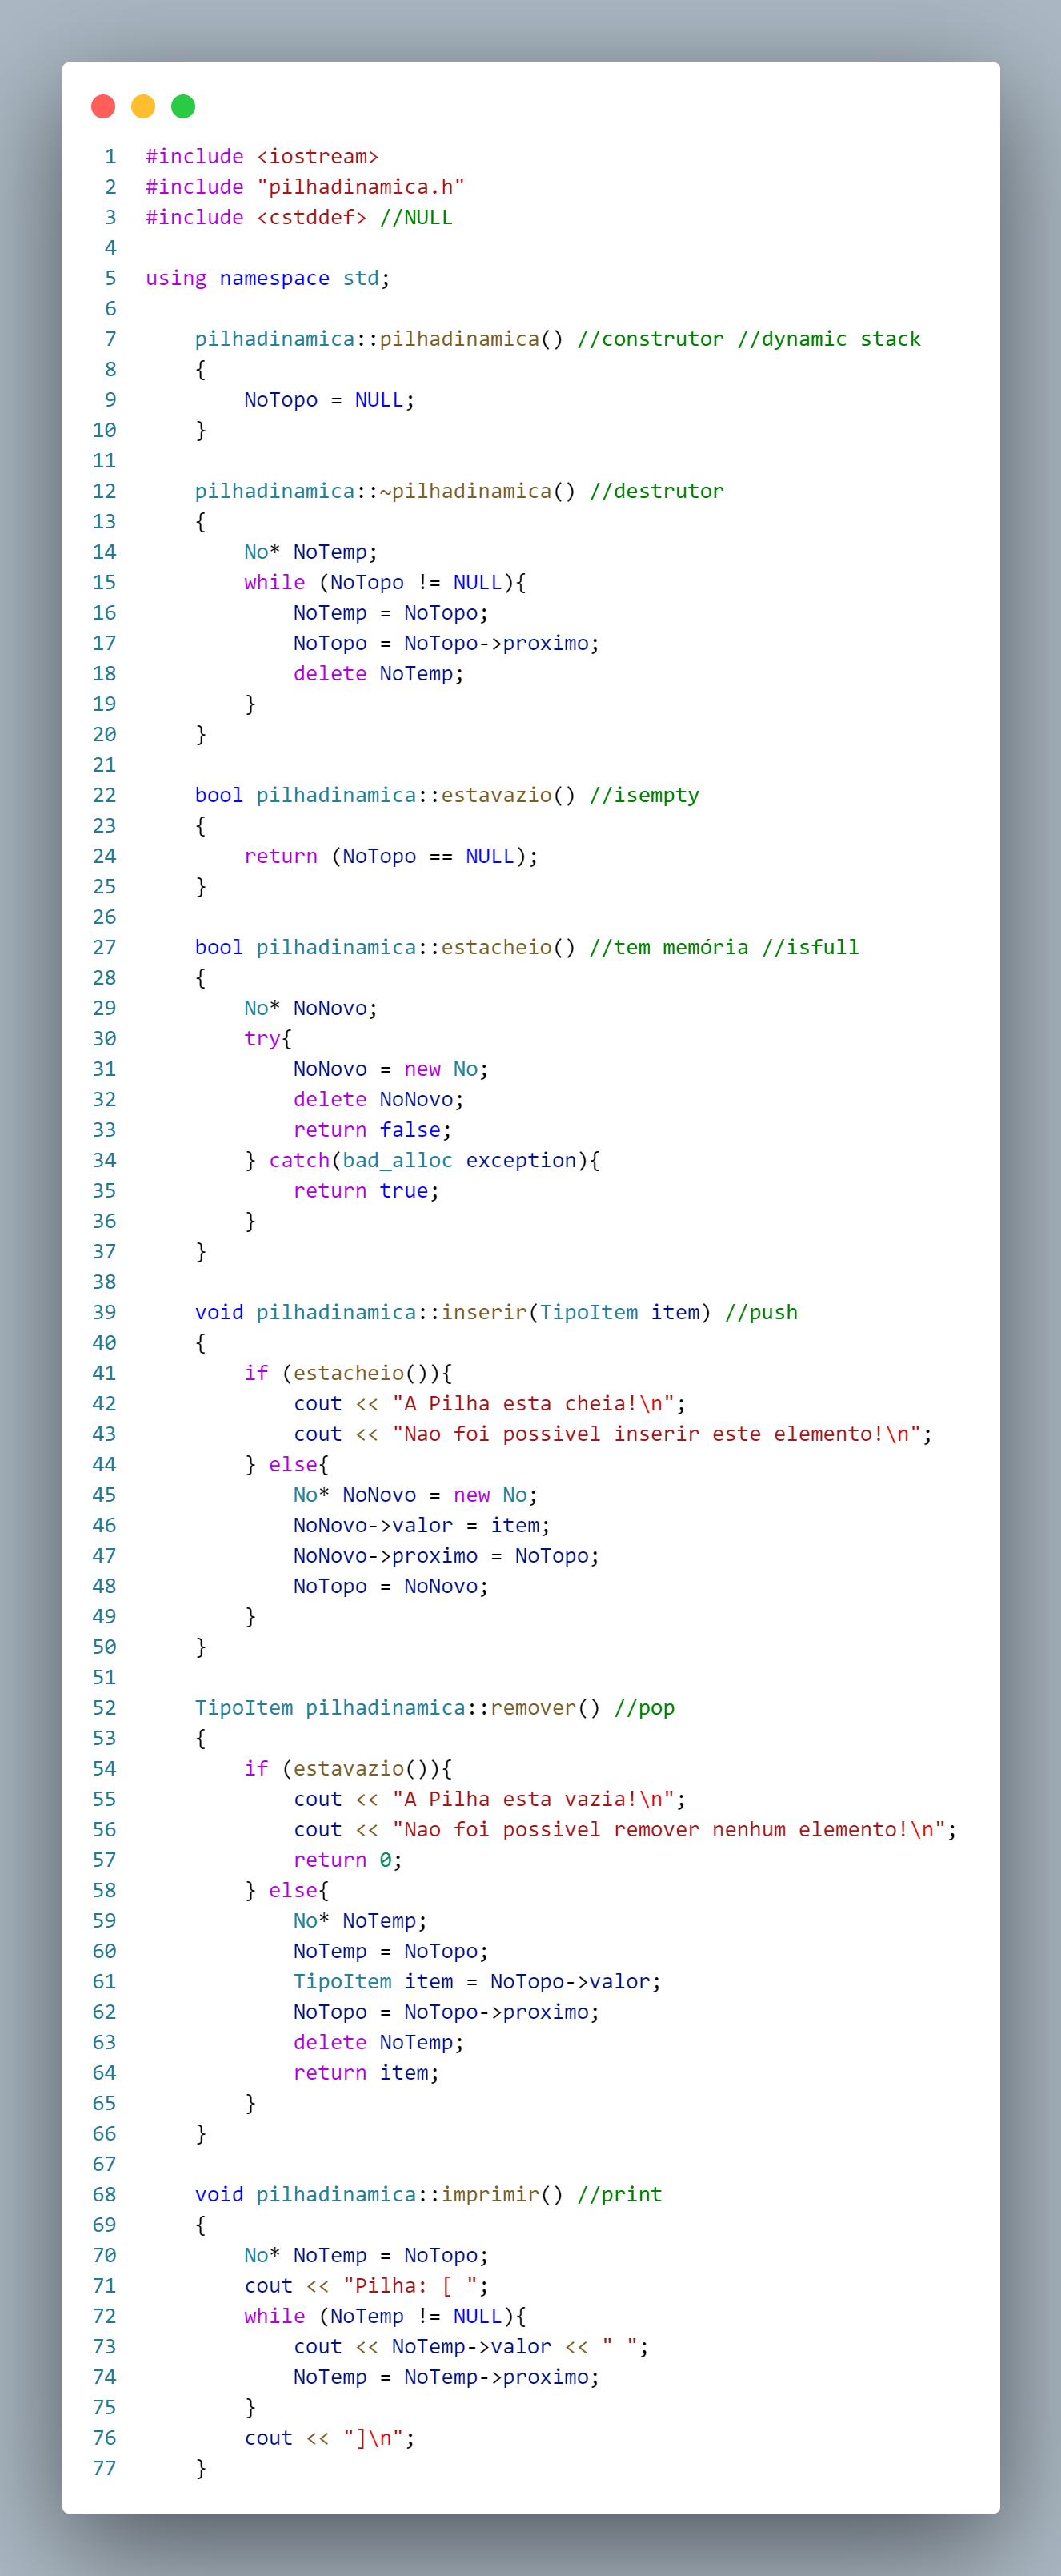 1 #include <iostream>
2 #include "pilhadinamica.h"
3 #include <cstddef> //NULL
4
5 using namespace std;
6
7     pilhadinamica::pilhadinamica() //construtor //dynamic stack
8     {
9         NoTopo = NULL;
10     }
11
12     pilhadinamica::~pilhadinamica() //destrutor
13     {
14         No* NoTemp;
15         while (NoTopo != NULL){
16             NoTemp = NoTopo;
17             NoTopo = NoTopo->proximo;
18             delete NoTemp;
19         }
20     }
21
22     bool pilhadinamica::estavazio() //isempty
23     {
24         return (NoTopo == NULL);
25     }
26
27     bool pilhadinamica::estacheio() //tem memória //isfull
28     {
29         No* NoNovo;
30         try{
31             NoNovo = new No;
32             delete NoNovo;
33             return false;
34         } catch(bad_alloc exception){
35             return true;
36         }
37     }
38
39     void pilhadinamica::inserir(TipoItem item) //push
40     {
41         if (estacheio()){
42             cout << "A Pilha esta cheia!\n";
43             cout << "Nao foi possivel inserir este elemento!\n";
44         } else{
45             No* NoNovo = new No;
46             NoNovo->valor = item;
47             NoNovo->proximo = NoTopo;
48             NoTopo = NoNovo;
49         }
50     }
51
52     TipoItem pilhadinamica::remover() //pop
53     {
54         if (estavazio()){
55             cout << "A Pilha esta vazia!\n";
56             cout << "Nao foi possivel remover nenhum elemento!\n";
57             return 0;
58         } else{
59             No* NoTemp;
60             NoTemp = NoTopo;
61             TipoItem item = NoTopo->valor;
62             NoTopo = NoTopo->proximo;
63             delete NoTemp;
64             return item;
65         }
66     }
67
68     void pilhadinamica::imprimir() //print
69     {
70         No* NoTemp = NoTopo;
71         cout << "Pilha: [ ";
72         while (NoTemp != NULL){
73             cout << NoTemp->valor << " ";
74             NoTemp = NoTemp->proximo;
75         }
76         cout << "]\n";
77     }